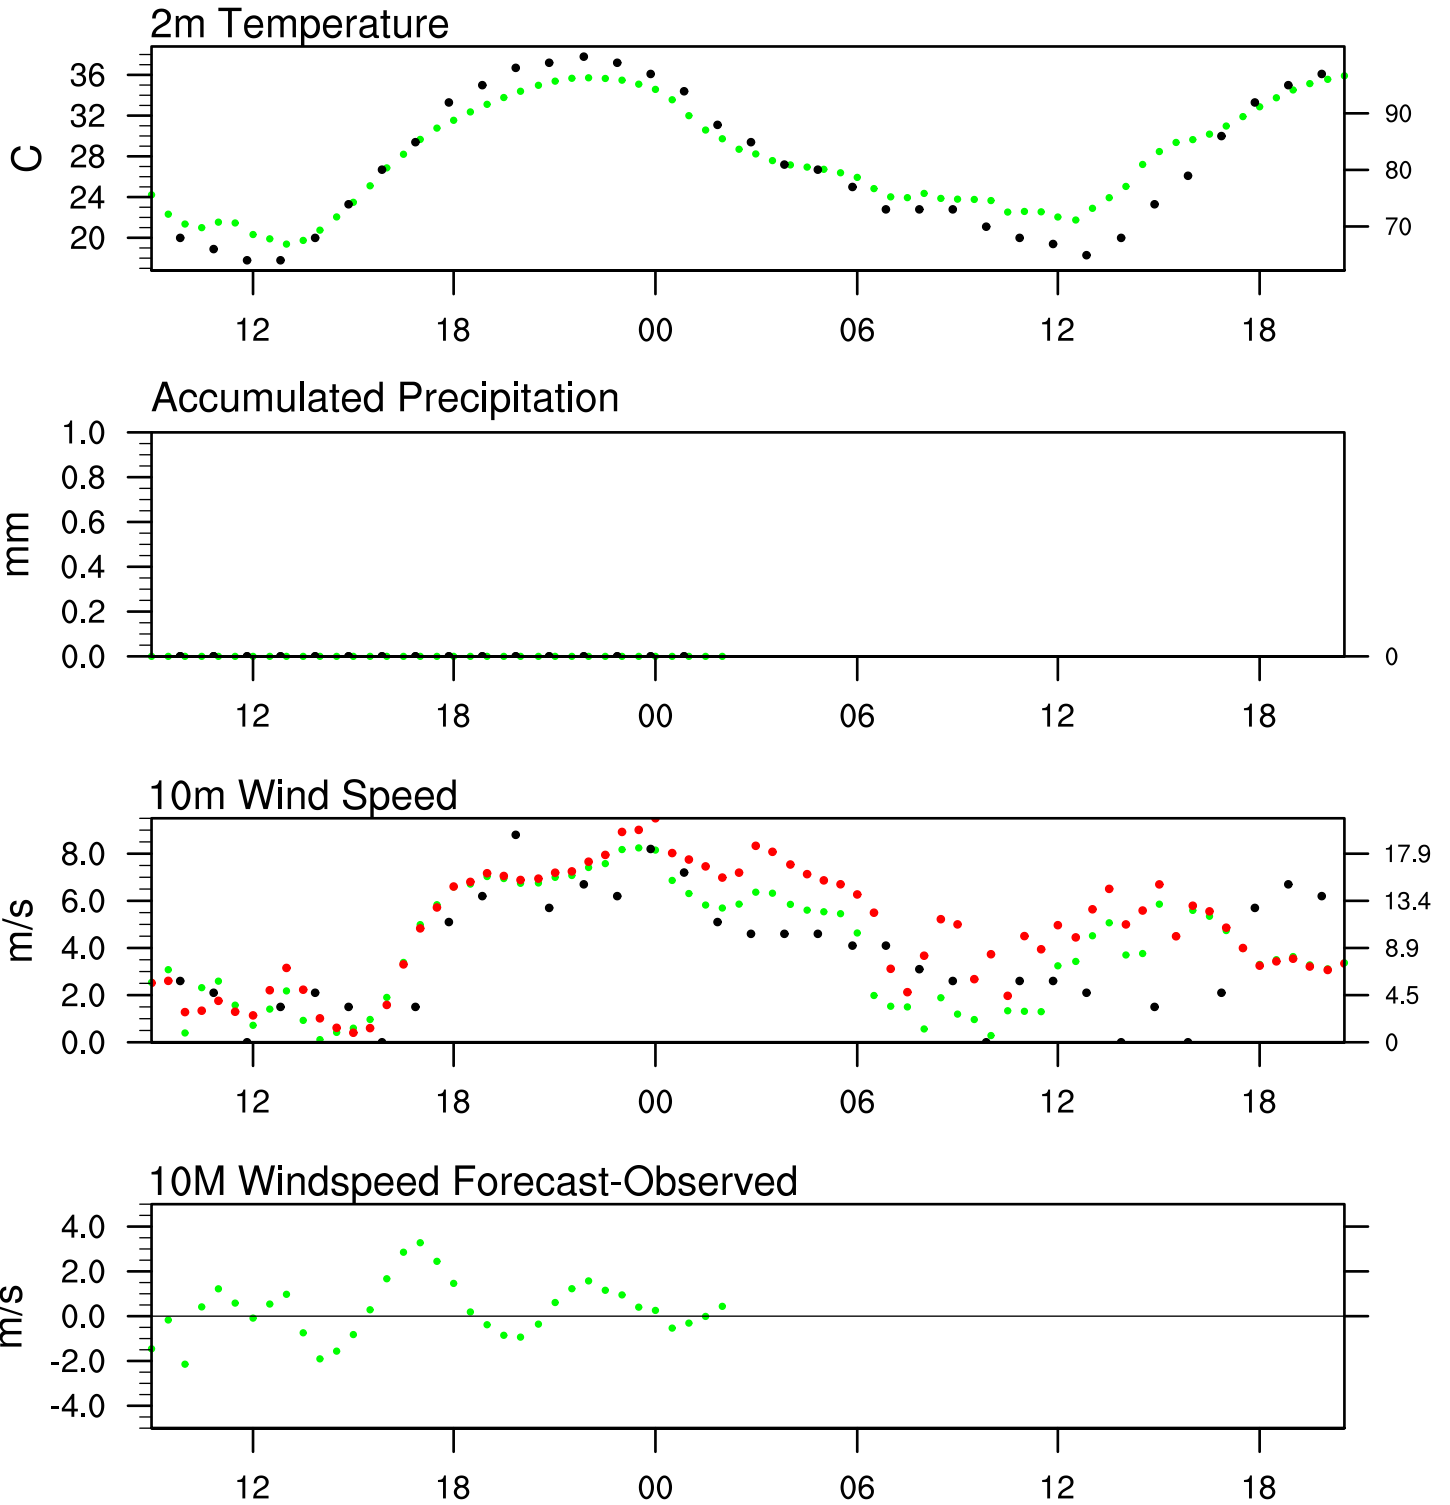 2m Temperature
C
36
32
28
24
20
90
80
70
12 18 00 06 12 18
Accumulated Precipitation
mm
1.0
0.8
0.6
0.4
0.2
0.0
0
12 18 00 06 12 18
10m Wind Speed
m/s
8.0
6.0
4.0
2.0
0.0
17.9
13.4
8.9
4.5
0
12 18 00 06 12 18
10M Windspeed Forecast-Observed
m/s
4.0
2.0
0.0
-2.0
-4.0
12 18 00 06 12 18